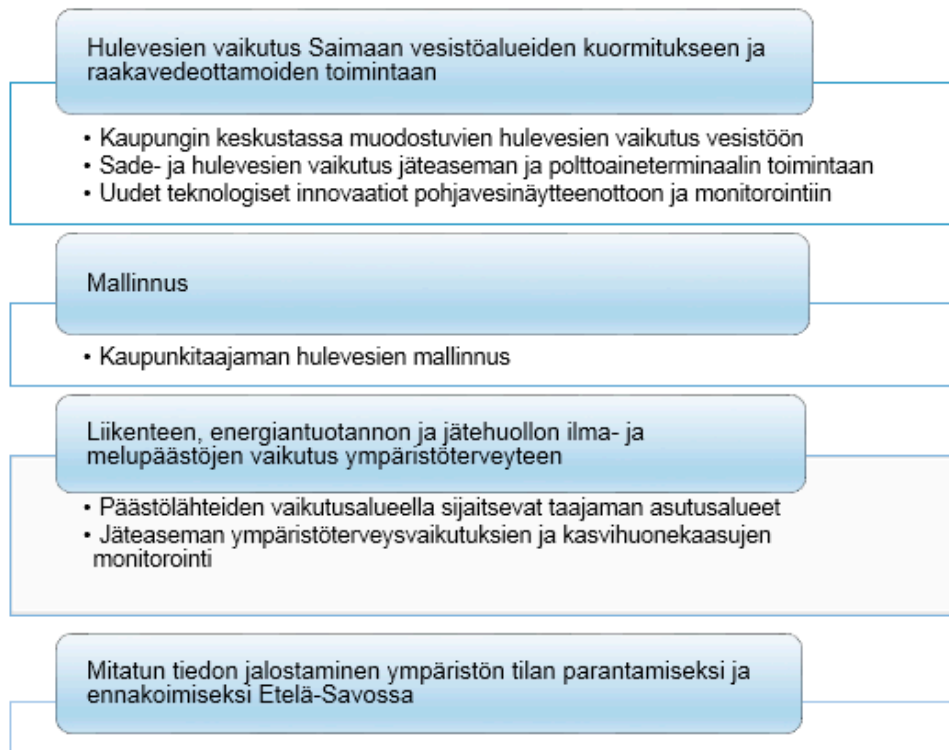 Hulevesien vaikutus Saimaan vesistöalueiden kuormitukseen ja
raakavedeottamoiden toimintaan
• Kaupungin keskustassa muodostuvien hulevesien vaikutus vesistöön
• Sade- ja hulevesien vaikutus jäteaseman ja polttoaineterminaalin toimintaan
• Uudet teknologiset innovaatiot pohjavesinäytteenottoon ja monitorointiin
Mallinnus
• Kaupunkitaajaman hulevesien mallinnus
Liikenteen, energiantuotannon ja jätehuollon ilma- ja
melupäästöjen vaikutus ympäristöterveyteen
• Päästölähteiden vaikutusalueella sijaitsevat taajaman asutusalueet
• Jäteaseman ympäristöterveysvaikutuksien ja kasvihuonekaasujen
monitorointi
Mitatun tiedon jalostaminen ympäristön tilan parantamiseksi ja
ennakoimiseksi Etelä-Savossa